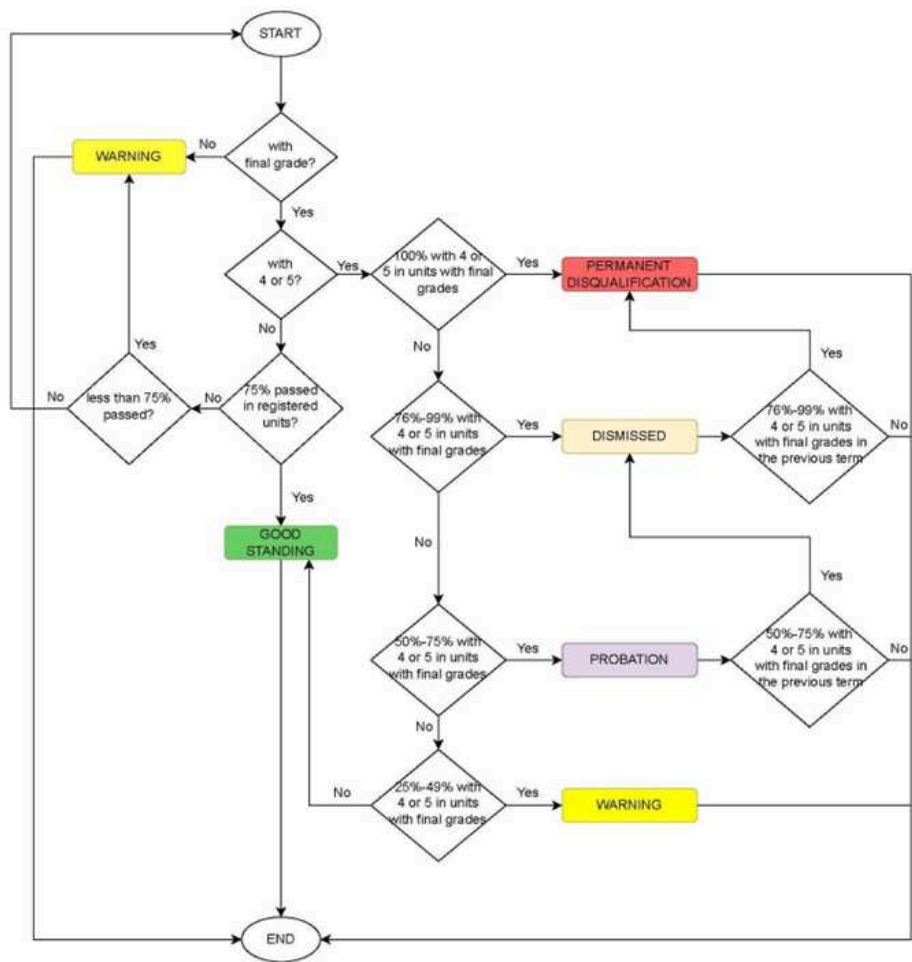 START
No
WARNING
with
final grade?
Yes
with
4 or 5?
Yes
100% with 4 or
5 in units with final
grades
Yes
PERMANENT
DISQUALIFICATION
No
No
Yes
Yes
No
less than 75%
passed?
No
75% passed
in registered
units?
76%-99% with
4 or 5 in units
with final grades
Yes
DISMISSED
76%-99% with
4 or 5 in units
with final grades in
the previous term
No
Yes
GOOD
STANDING
No
Yes
50%-75% with
4 or 5 in units
with final grades
Yes
PROBATION
50%-75% with
4 or 5 in units
with final grades in
the previous term
No
No
No
25%-49% with
4 or 5 in units
with final grades
Yes
WARNING
END